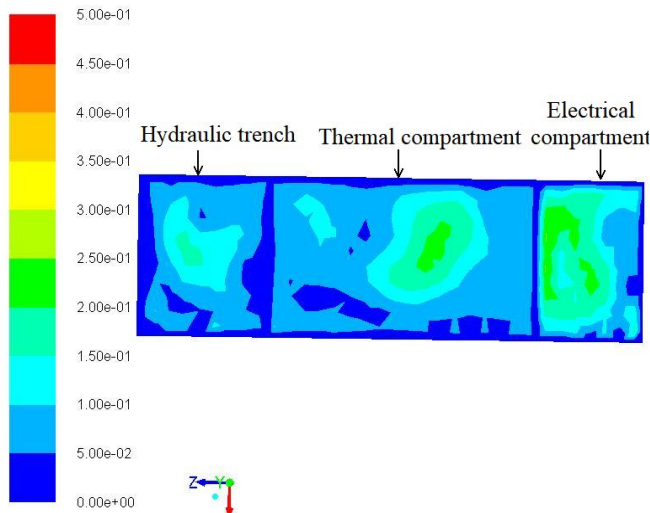 5.00e-01
4.50e-01
4.00e-01
3.50e-01
3.00e-01
2.50e-01
2.00e-01
1.50e-01
1.00e-01
5.00e-02
0.00e+00
Hydraulic trench
Thermal compartment
Electrical
compartment
Z
Y